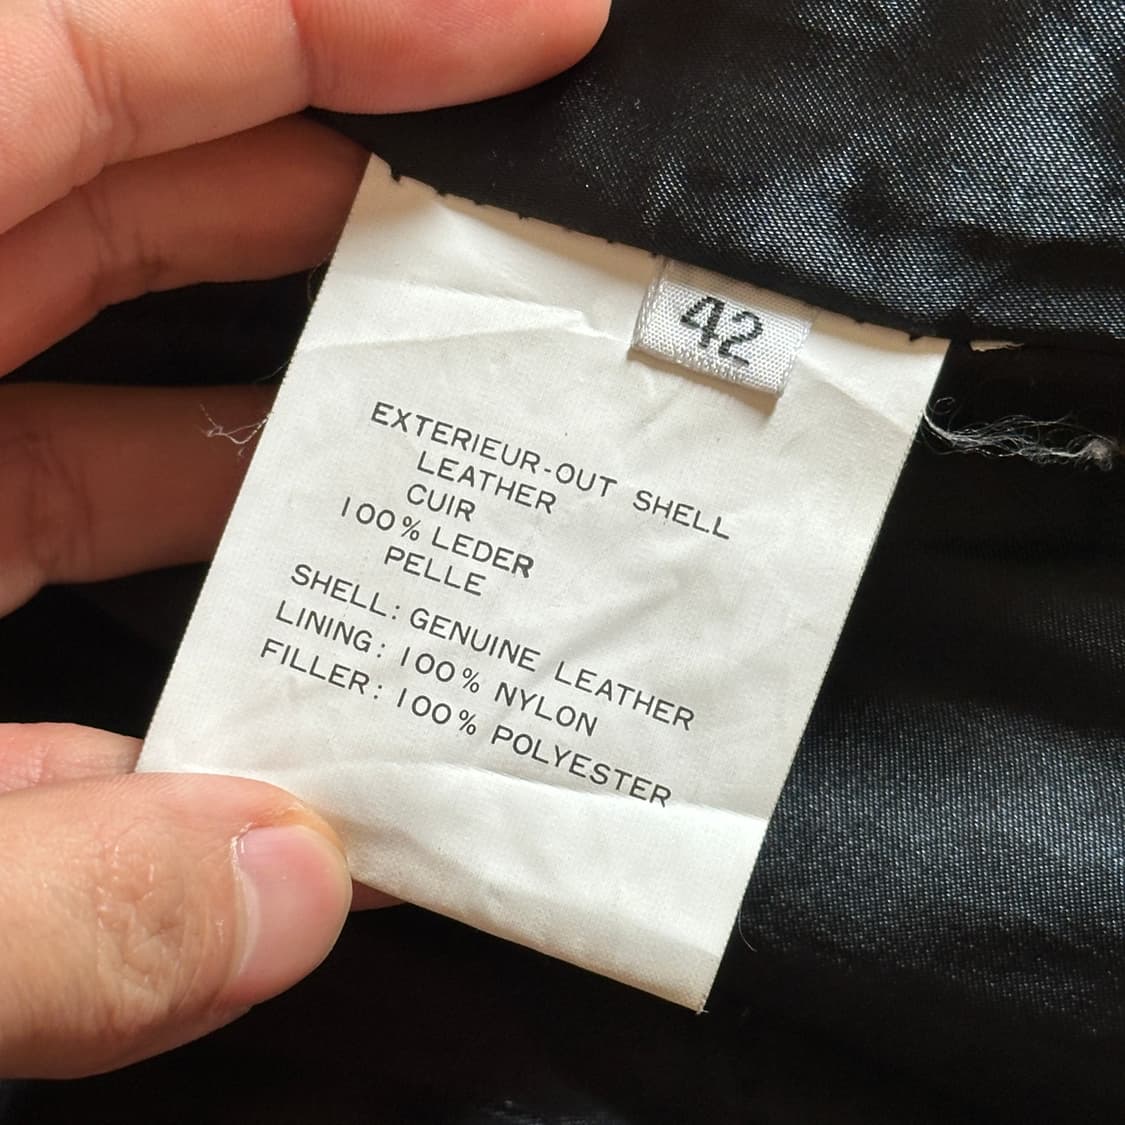 42
EXTERIEUR-OUT SHELL
LEATHER
CUIR
100% LEDER
PELLE
SHELL: GENUINE LEATHER
LINING: 100% NYLON
FILLER: 100% POLYESTER